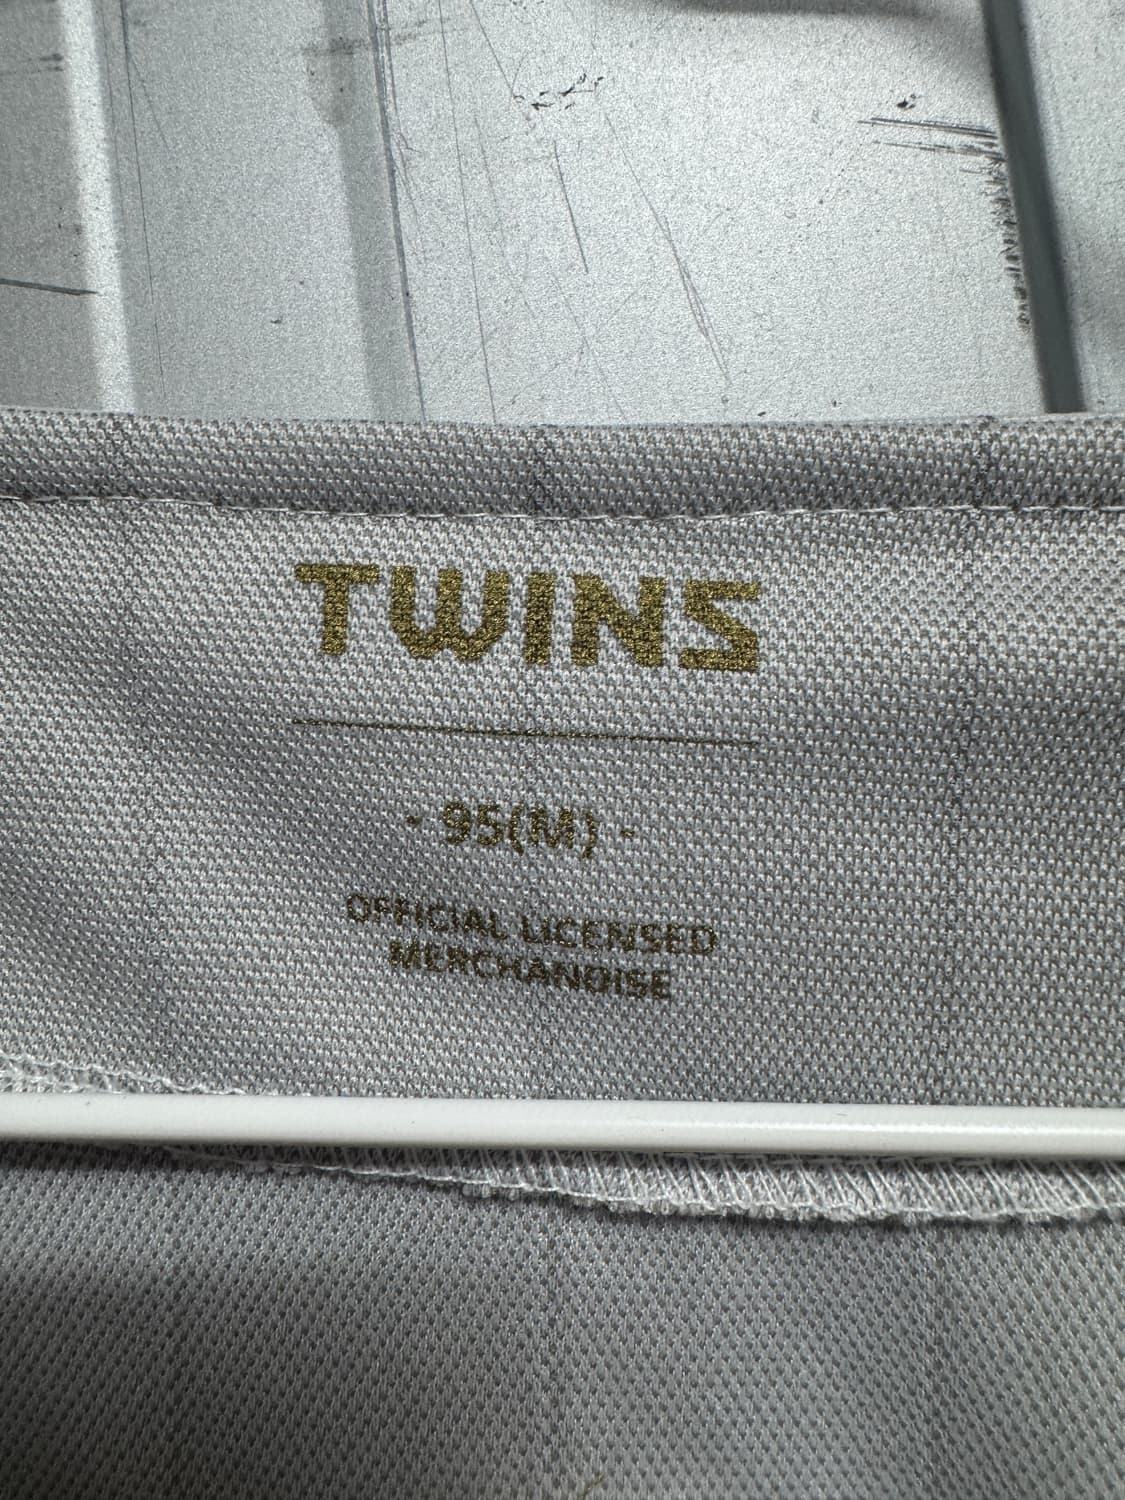 TWINS
- 95(M) -
OFFICIAL LICENSED
MERCHANDISE